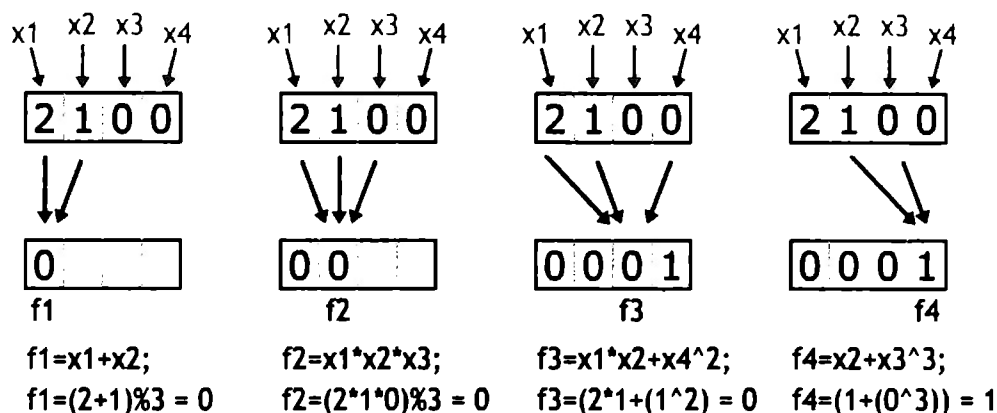 x1 x2 x3 x4 x1 x2 x3 x4 x1 x2 x3 x4 x1 x2 x3 x4
2 1 0 0 2 1 0 0 2 1 0 0 2 1 0 0
0 0 0 0 0 0 1 0 0 0 1
f1 f2 f3 f4
f1=x1+x2; f2=x1*x2*x3; f3=x1*x2+x4^2; f4=x2+x3^3;
f1=(2+1)%3 = 0 f2=(2*1*0)%3 = 0 f3=(2*1+(1^2) = 0 f4=(1+(0^3)) = 1